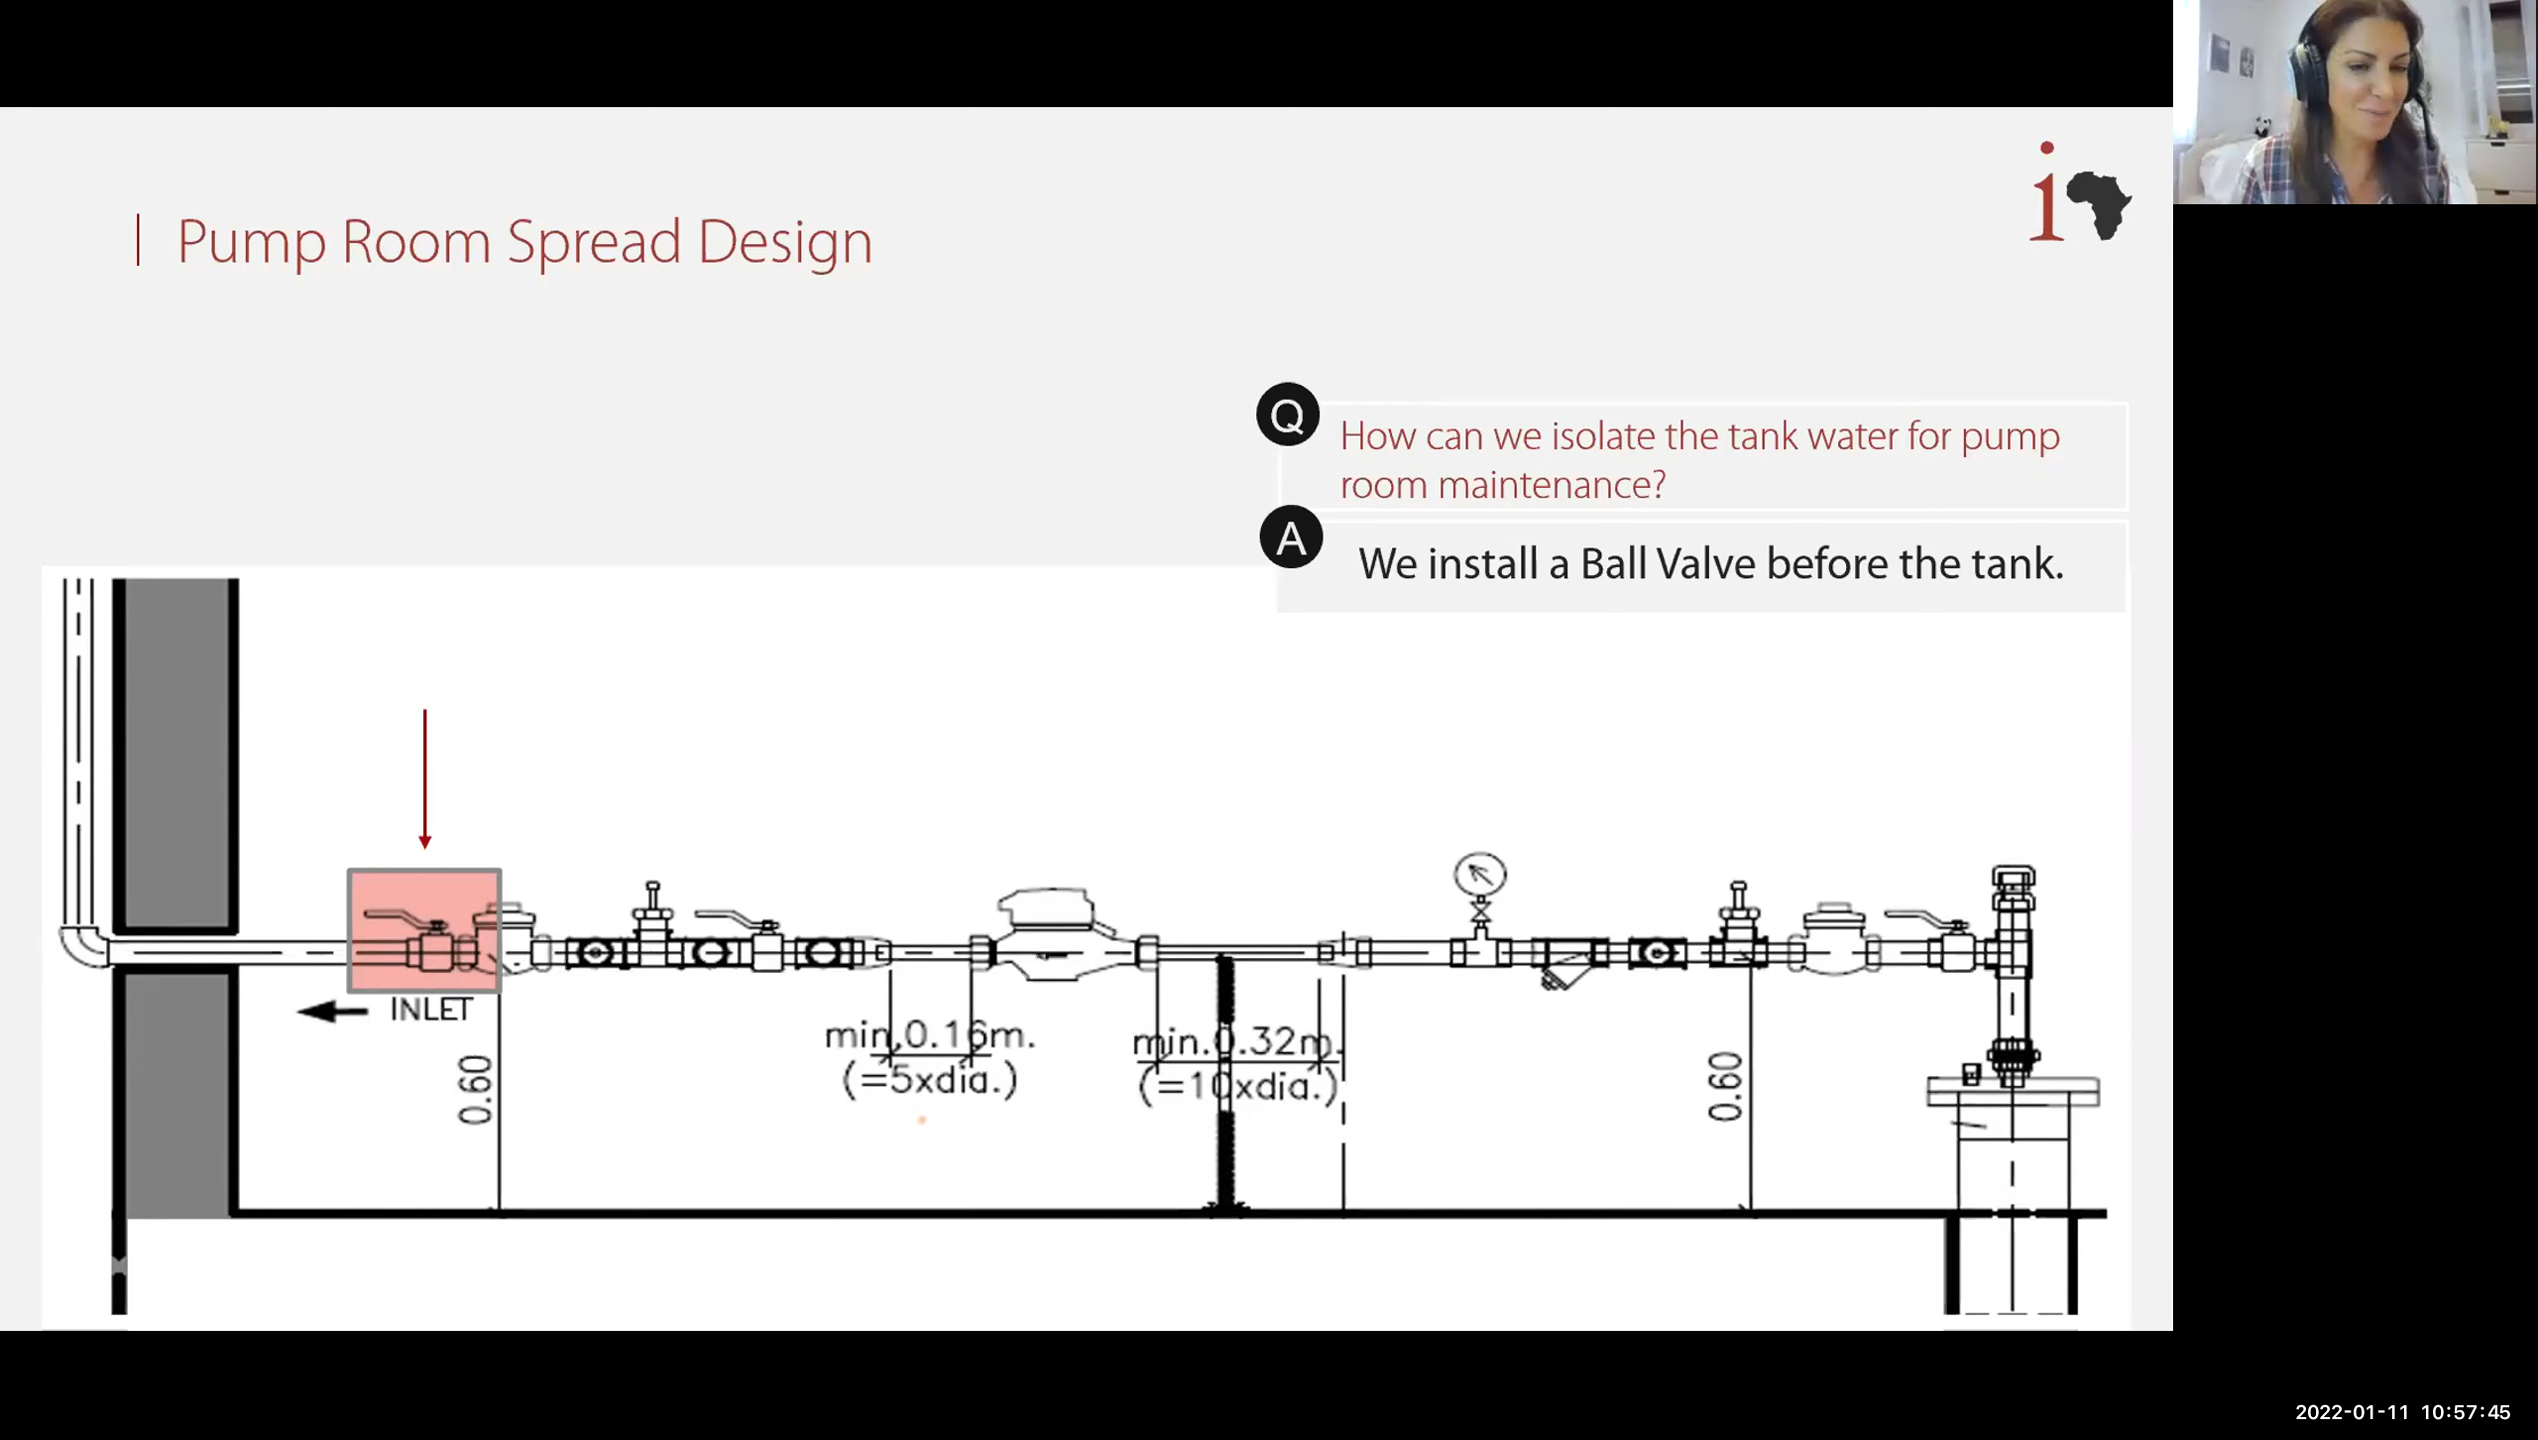 Pump Room Spread Design
i
Q
How can we isolate the tank water for pump
room maintenance?
A
We install a Ball Valve before the tank.
INLET
0.60
min.0.16m.
(=5xdia.)
min.0.32m.
(=10xdia.)
0.60
2022-01-11 10:57:45